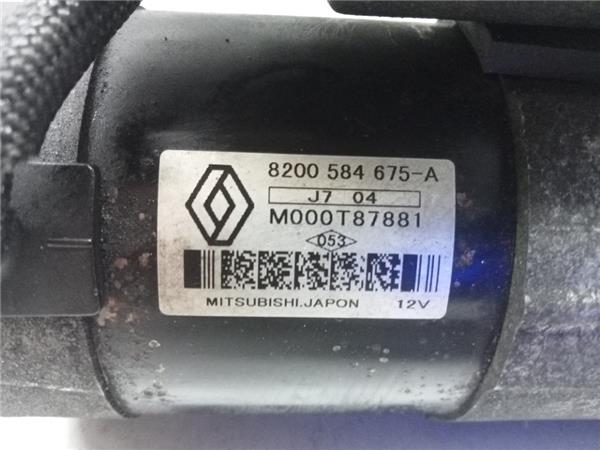 8200 584 675-A
J7 04
M000T87881
053
MITSUBISHI.JAPON 12V